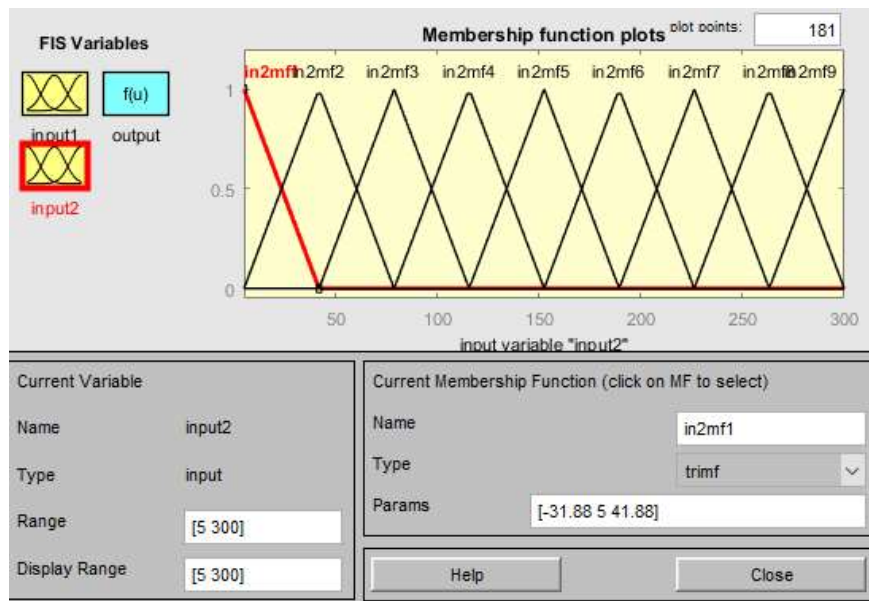 FIS Variables
Membership function plots
plot points:
181
f(u)
input1
output
input2
in2mf1
in2mf2
in2mf3
in2mf4
in2mf5
in2mf6
in2mf7
in2mf8
in2mf9
1
0.5
0
50
100
150
200
250
300
input variable "input2"
Current Variable
Name
input2
Type
input
Range
[5 300]
Display Range
[5 300]
Current Membership Function (click on MF to select)
Name
in2mf1
Type
trimf
Params
[-31.88 5 41.88]
Help
Close